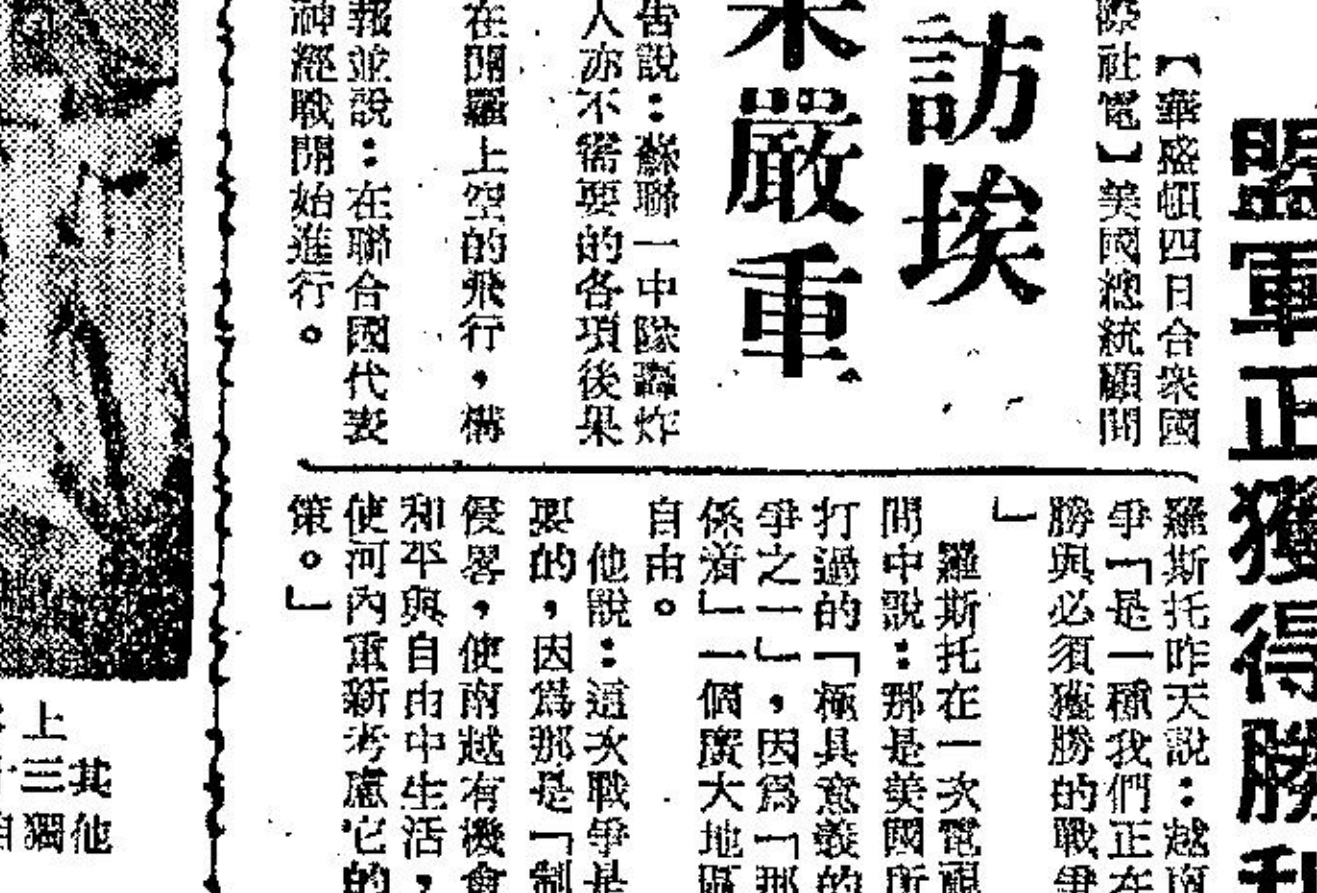 盟軍正獲得勝利
【華盛頓四日合衆國
際社電】美國總統顧問
羅斯托昨天說：越南
爭「是一種我們正在
勝與必須獲勝的戰爭
」
羅斯托在一次電視
問中說：那是美國所
打過的「極具意義的
爭之一」，因爲「那
係着」一個廣大地區
自由。
他說：這次戰爭是
要的，因爲那是「制
侵畧，使南越有機會
和平與自由中生活，
使河內重新考慮它的
策。」
訪埃
未嚴重
告說：蘇聯一中隊轟炸
人亦不需要的各項後果
在開羅上空的飛行，構
報並說：在聯合國代表
神經戰開始進行。
其他
上三獨